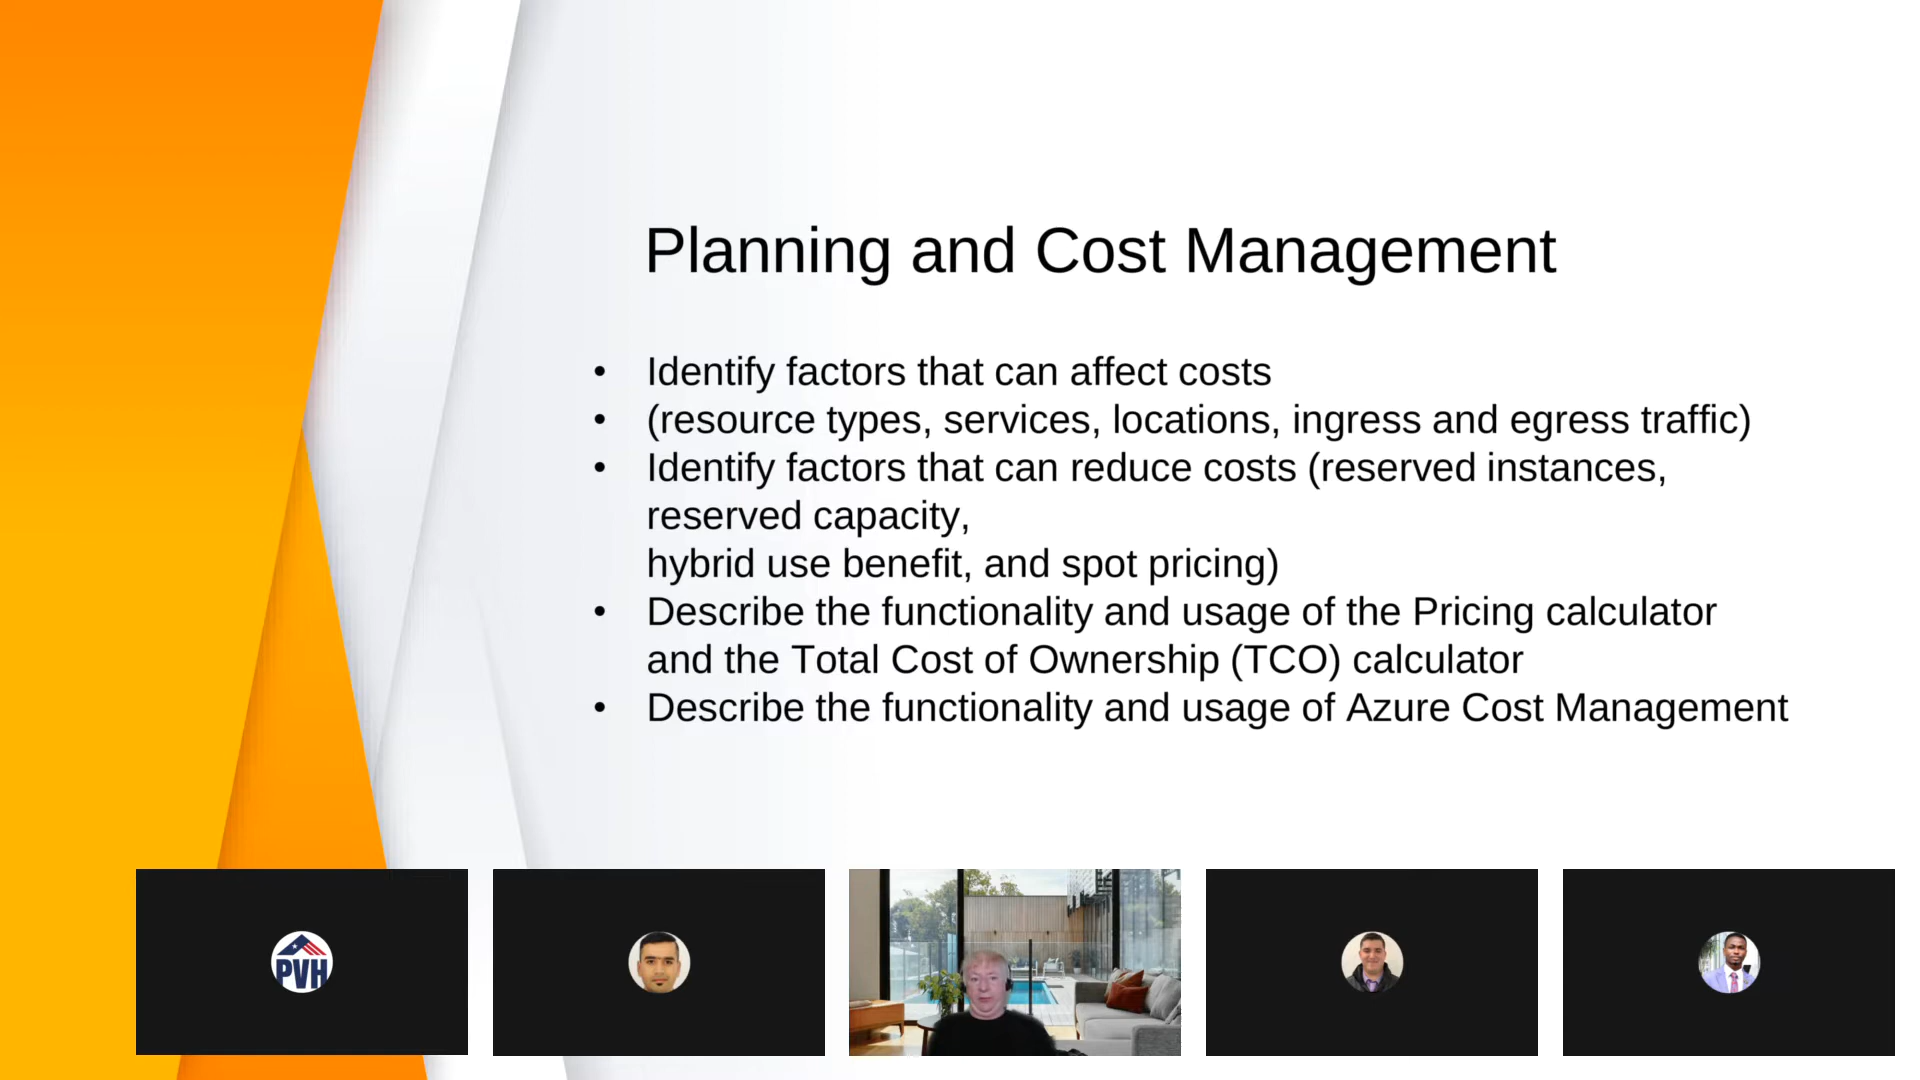 Planning and Cost Management
• Identify factors that can affect costs
• (resource types, services, locations, ingress and egress traffic)
• Identify factors that can reduce costs (reserved instances,
reserved capacity,
hybrid use benefit, and spot pricing)
• Describe the functionality and usage of the Pricing calculator
and the Total Cost of Ownership (TCO) calculator
• Describe the functionality and usage of Azure Cost Management
PVH